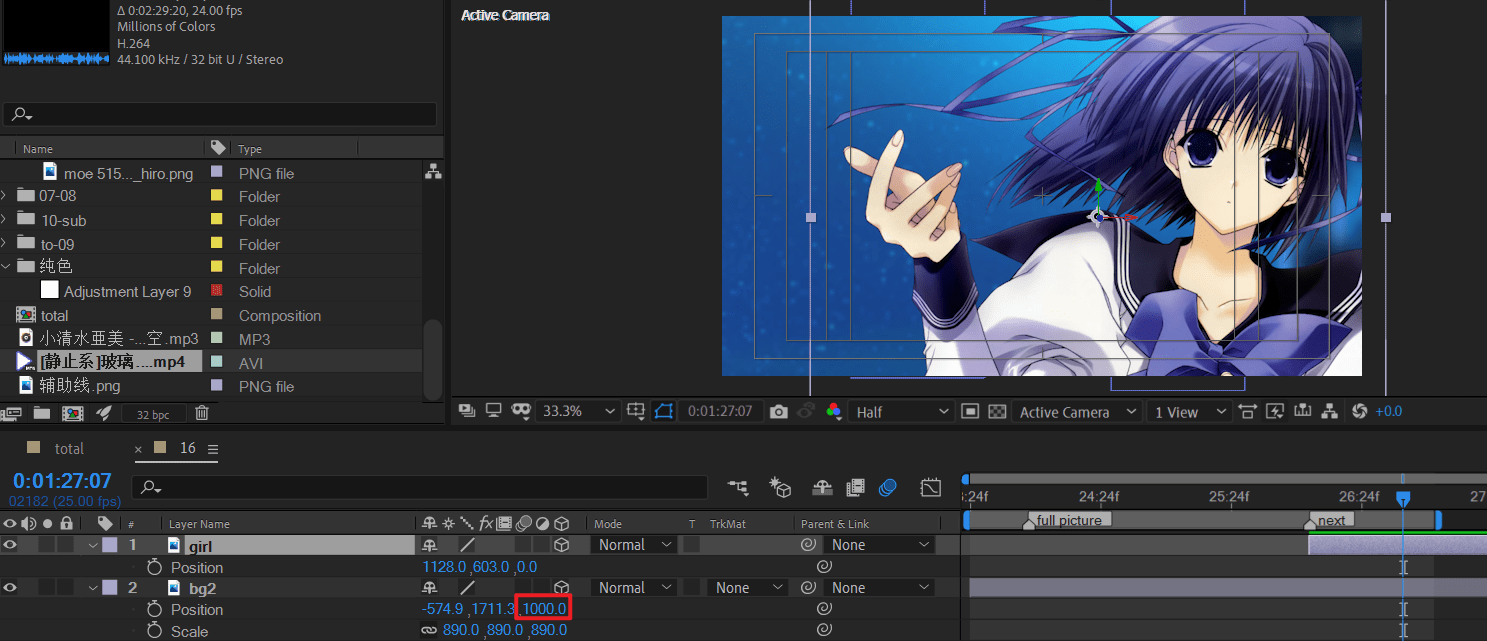 Δ 0:02:29:20, 24.00 fps
Millions of Colors
H.264
44.100 kHz / 32 bit U / Stereo
Name Type
moe 515..._hiro.png PNG file
07-08 Folder
10-sub Folder
to-09 Folder
纯色 Folder
Adjustment Layer 9 Solid
total Composition
小清水亜美 -...空.mp3 MP3
[静止系]玻璃....mp4 AVI
辅助线.png PNG file
32 bpc
Active Camera
33.3% 0:01:27:07 Half Active Camera 1 View +0.0
total × 16
0:01:27:07
02182 (25.00 fps)
:24f 24:24f 25:24f 26:24f 27
full picture next
# Layer Name fx Mode T TrkMat Parent & Link
1 girl Normal None
Position 1128.0,603.0,0.0
2 bg2 Normal None None
Position -574.9,1711.3,1000.0
Scale 890.0,890.0,890.0%